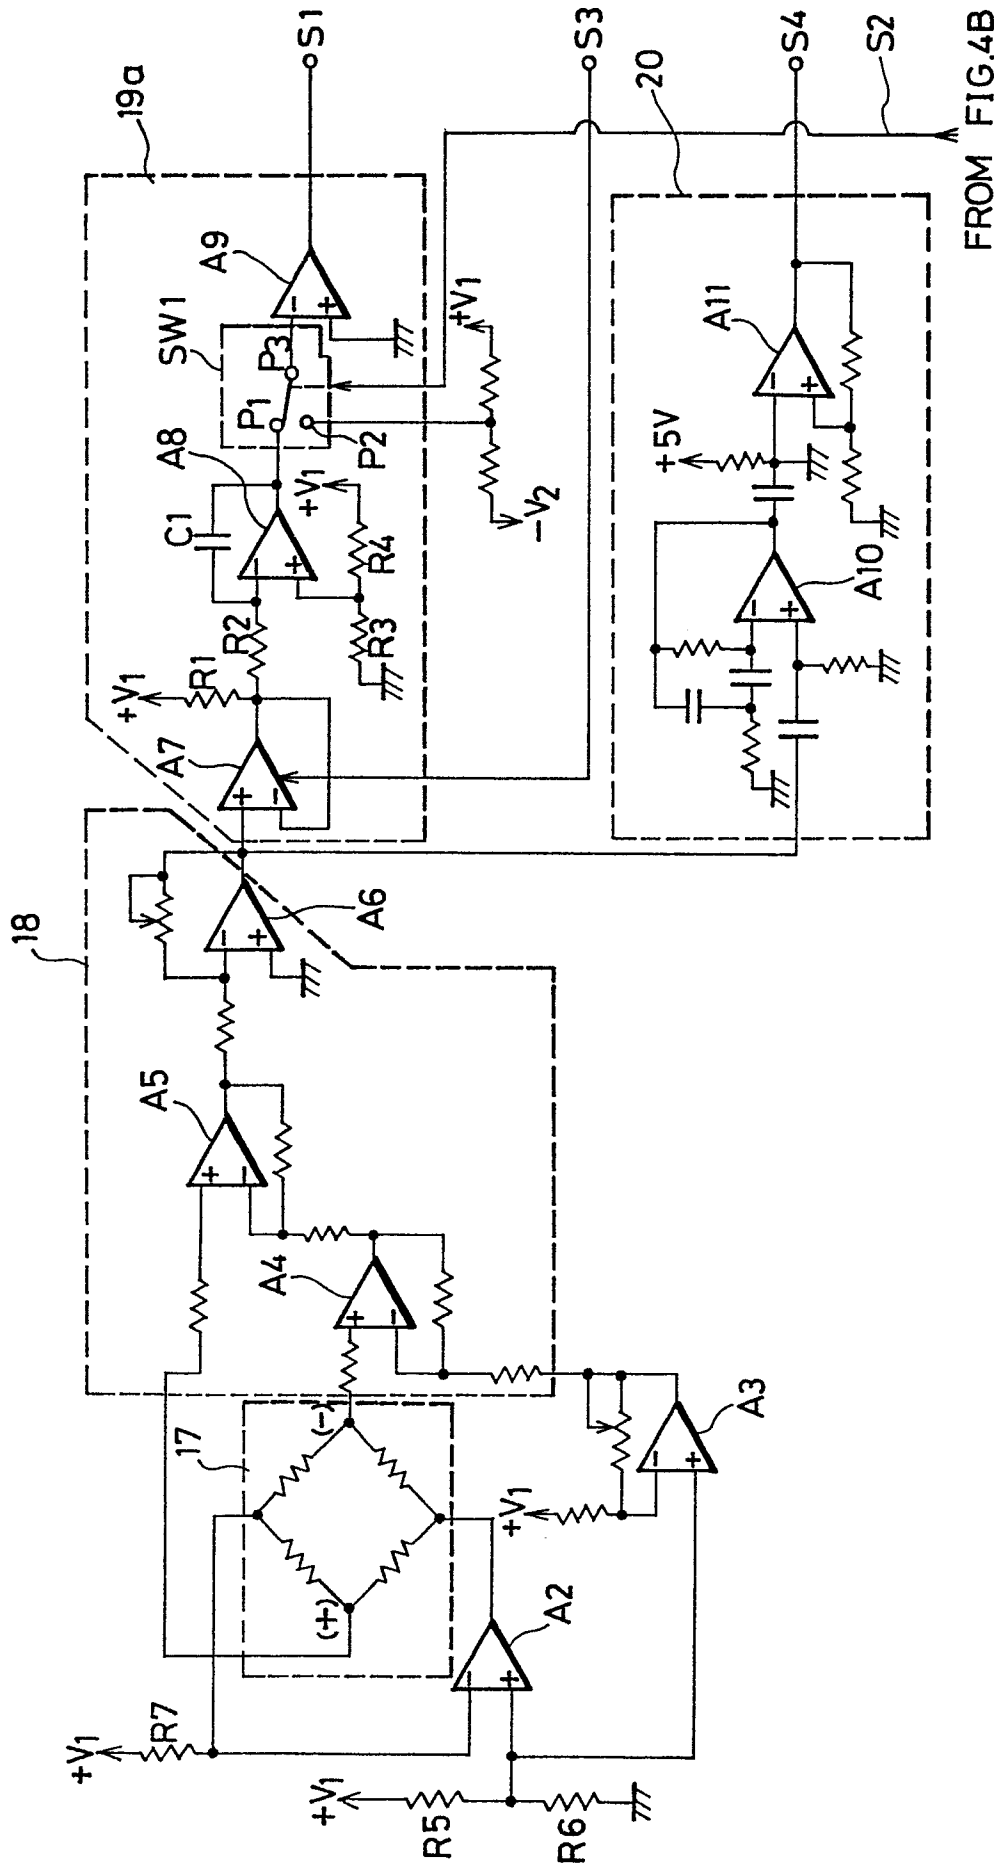 18
19a
20
17
+V1
R7
+V1
R5
R6
A2
+V1
A3
(+)
(-)
A4
A5
A6
A7
+V1
R1
R2
C1
A8
+V1
R3
R4
SW1
P1
P2
P3
A9
+V1
-V2
S1
S3
S4
S2
A10
+5V
A11
+
-
+
-
+
-
+
-
+
-
+
-
+
-
+
-
+
-
+
-
FROM FIG.4B